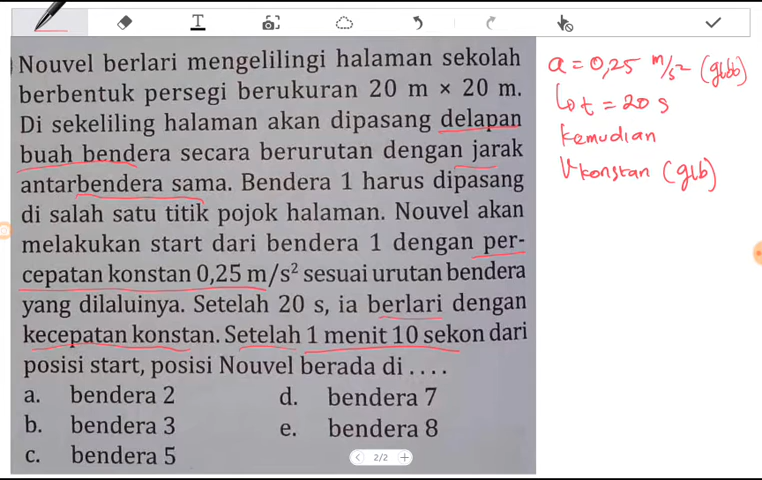 T
Nouvel berlari mengelilingi halaman sekolah
berbentuk persegi berukuran 20 m × 20 m.
Di sekeliling halaman akan dipasang delapan
buah bendera secara berurutan dengan jarak
antarbendera sama. Bendera 1 harus dipasang
di salah satu titik pojok halaman. Nouvel akan
melakukan start dari bendera 1 dengan per-
cepatan konstan 0,25 m/s² sesuai urutan bendera
yang dilaluinya. Setelah 20 s, ia berlari dengan
kecepatan konstan. Setelah 1 menit 10 sekon dari
posisi start, posisi Nouvel berada di . . . .
a. bendera 2
b. bendera 3
c. bendera 5
d. bendera 7
e. bendera 8
2/2
a = 0,25 m/s² (glbb)
↳ t = 20 s
kemudian
V konstan (glb)